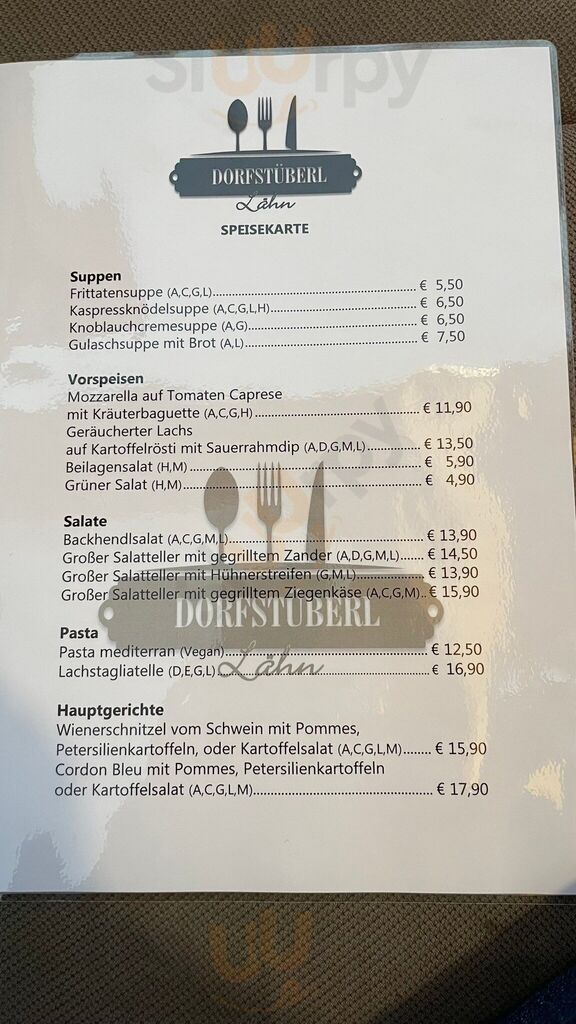 Sluurpy
DORFSTÜBERL
Lähn
SPEISEKARTE
Suppen
Frittatensuppe (A,C,G,L)................................................ € 5,50
Kaspressknödelsuppe (A,C,G,L,H)................................... € 6,50
Knoblauchcremesuppe (A,G)......................................... € 6,50
Gulaschsuppe mit Brot (A,L).......................................... € 7,50
Vorspeisen
Mozzarella auf Tomaten Caprese
mit Kräuterbaguette (A,C,G,H)....................................... € 11,90
Geräucherter Lachs
auf Kartoffelrösti mit Sauerrahmdip (A,D,G,M,L)............. € 13,50
Beilagensalat (H,M)....................................................... € 5,90
Grüner Salat (H,M)......................................................... € 4,90
Salate
Backhendlsalat (A,C,G,M,L).............................................. € 13,90
Großer Salatteller mit gegrilltem Zander (A,D,G,M,L)...... € 14,50
Großer Salatteller mit Hühnerstreifen (G,M,L)................. € 13,90
Großer Salatteller mit gegrilltem Ziegenkäse (A,C,G,M).. € 15,90
DORFSTÜBERL
Lähn
Pasta
Pasta mediterran (Vegan)................................................ € 12,50
Lachstagliatelle (D,E,G,L).................................................. € 16,90
Hauptgerichte
Wienerschnitzel vom Schwein mit Pommes,
Petersilienkartoffeln, oder Kartoffelsalat (A,C,G,L,M)....... € 15,90
Cordon Bleu mit Pommes, Petersilienkartoffeln
oder Kartoffelsalat (A,C,G,L,M)........................................... € 17,90